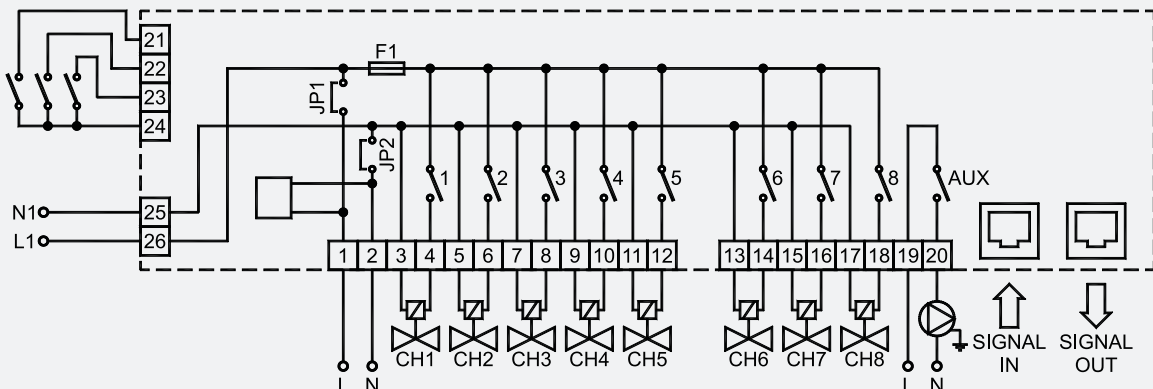 21
22
F1
23
JP1
24
JP2
1 2 3 4 5 6 7 8 AUX
N1 25
L1 26
1 2 3 4 5 6 7 8 9 10 11 12 13 14 15 16 17 18 19 20
CH1 CH2 CH3 CH4 CH5 CH6 CH7 CH8
SIGNAL IN
SIGNAL OUT
L N L N